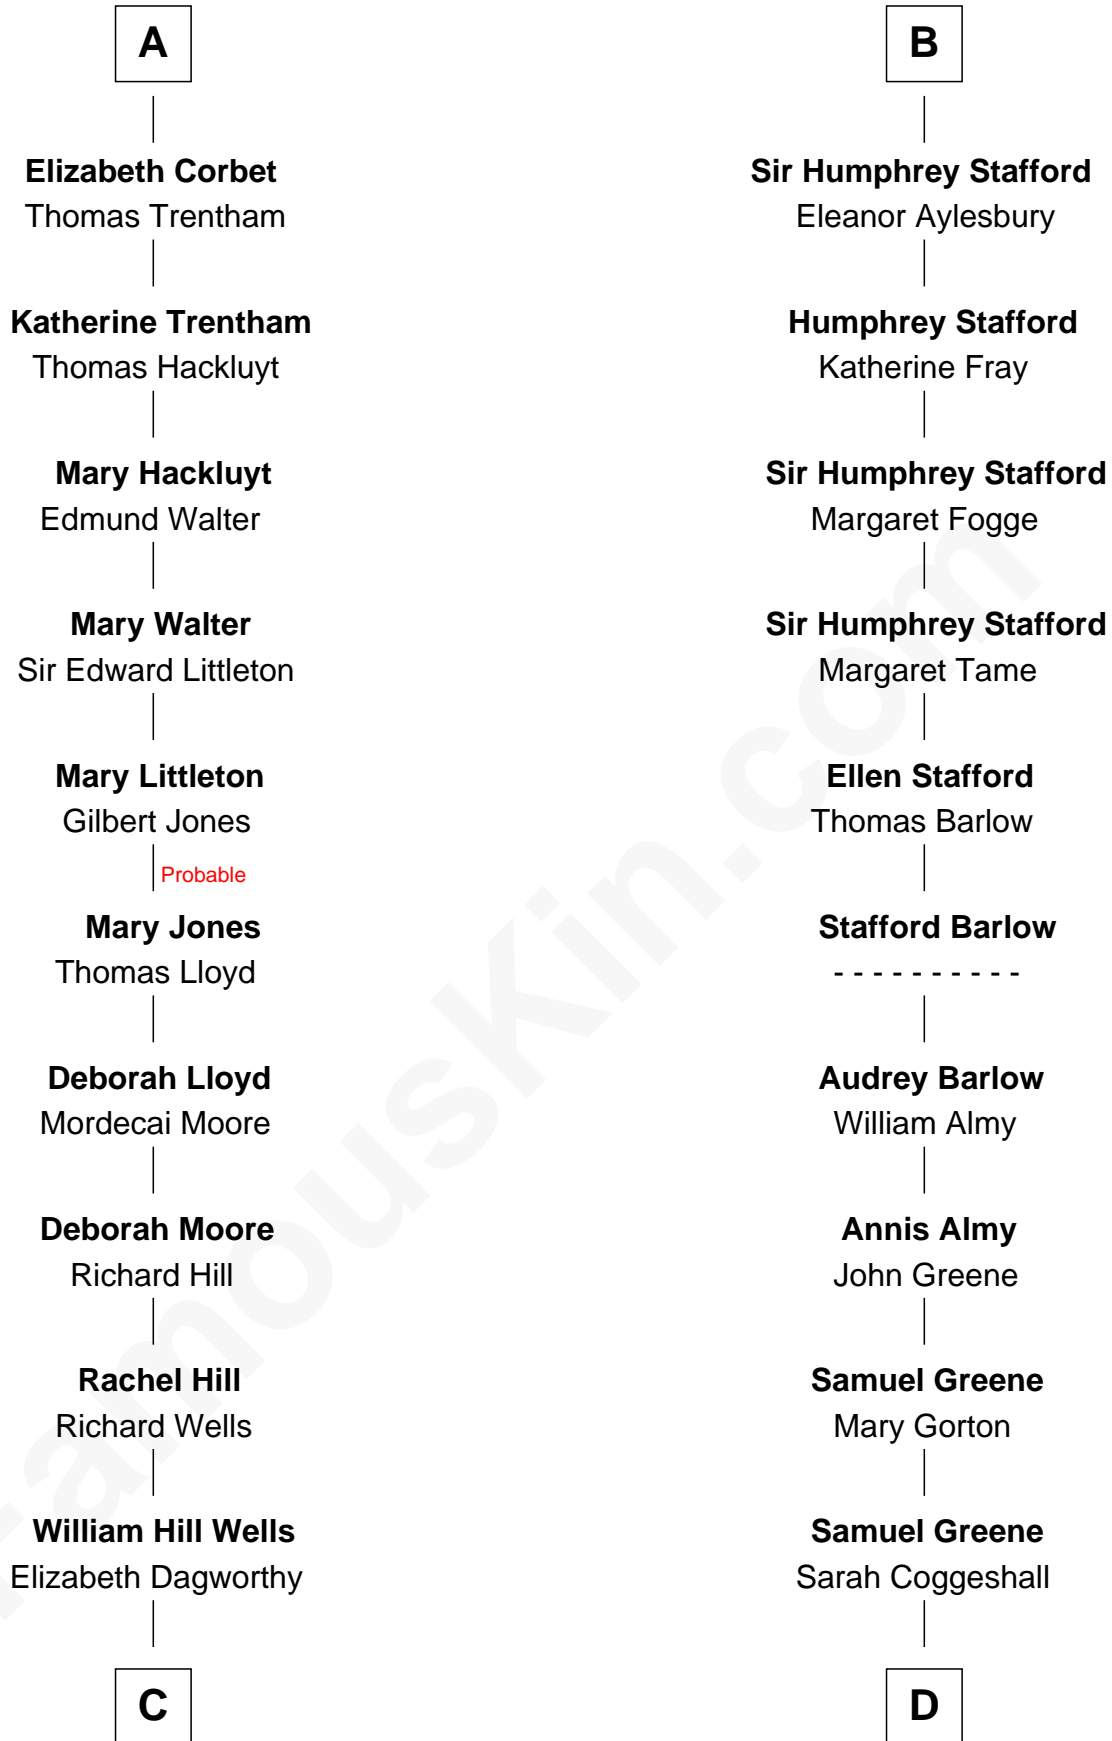 A
Elizabeth Corbet
Thomas Trentham
Katherine Trentham
Thomas Hackluyt
Mary Hackluyt
Edmund Walter
Mary Walter
Sir Edward Littleton
Mary Littleton
Gilbert Jones
Probable
Mary Jones
Thomas Lloyd
Deborah Lloyd
Mordecai Moore
Deborah Moore
Richard Hill
Rachel Hill
Richard Wells
William Hill Wells
Elizabeth Dagworthy
C
B
Sir Humphrey Stafford
Eleanor Aylesbury
Humphrey Stafford
Katherine Fray
Sir Humphrey Stafford
Margaret Fogge
Sir Humphrey Stafford
Margaret Tame
Ellen Stafford
Thomas Barlow
Stafford Barlow
- - - - - - - - - -
Audrey Barlow
William Almy
Annis Almy
John Greene
Samuel Greene
Mary Gorton
Samuel Greene
Sarah Coggeshall
D
FamousKin.com